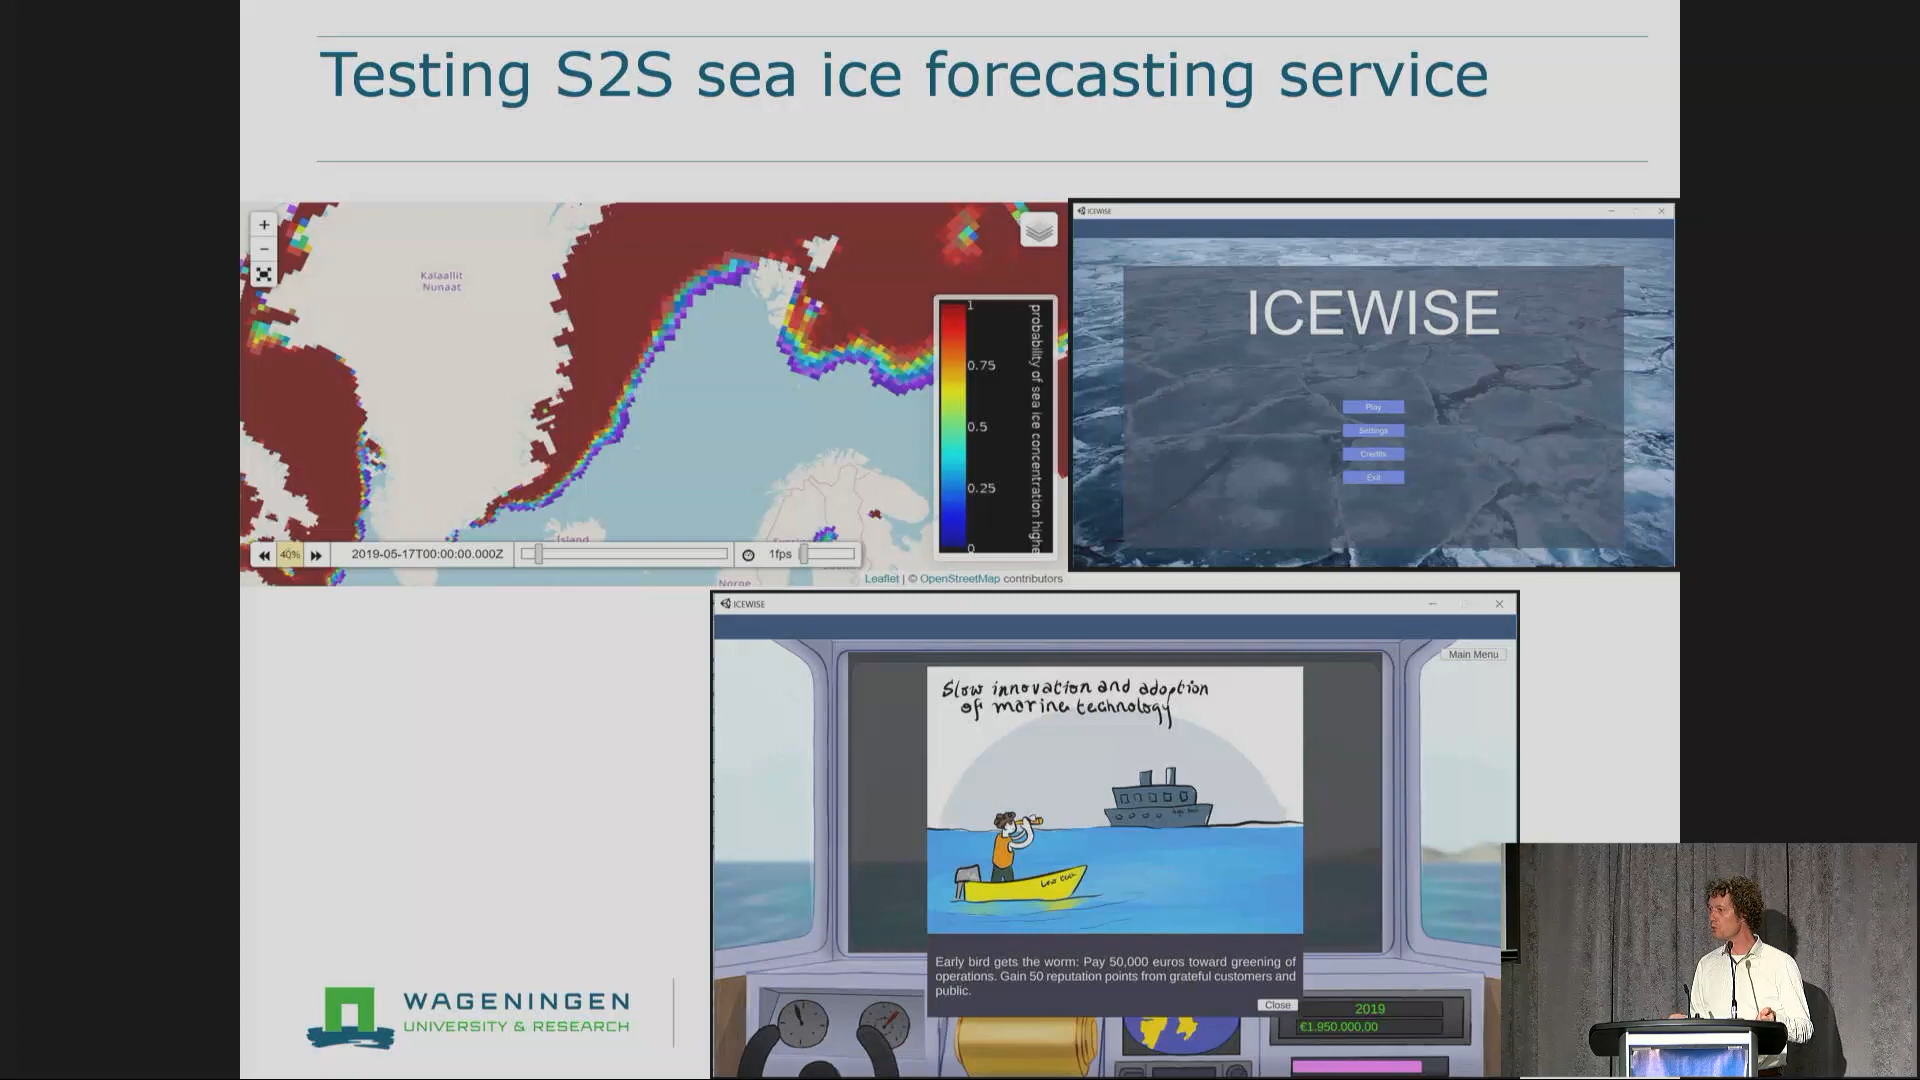 Testing S2S sea ice forecasting service
+
−
Kalaallit
Nunaat
1
0.75
0.5
0.25
0
probability of sea ice concentration highe
Ísland
Norge
40%
2019-05-17T00:00:00.000Z
1fps
Leaflet | © OpenStreetMap contributors
ICEWISE
ICEWISE
Play
Settings
Credits
Exit
ICEWISE
Main Menu
Slow innovation and adoption
of marine technology
Early bird gets the worm: Pay 50,000 euros toward greening of
operations. Gain 50 reputation points from grateful customers and
public.
Close
2019
€1.950.000,00
WAGENINGEN
UNIVERSITY & RESEARCH